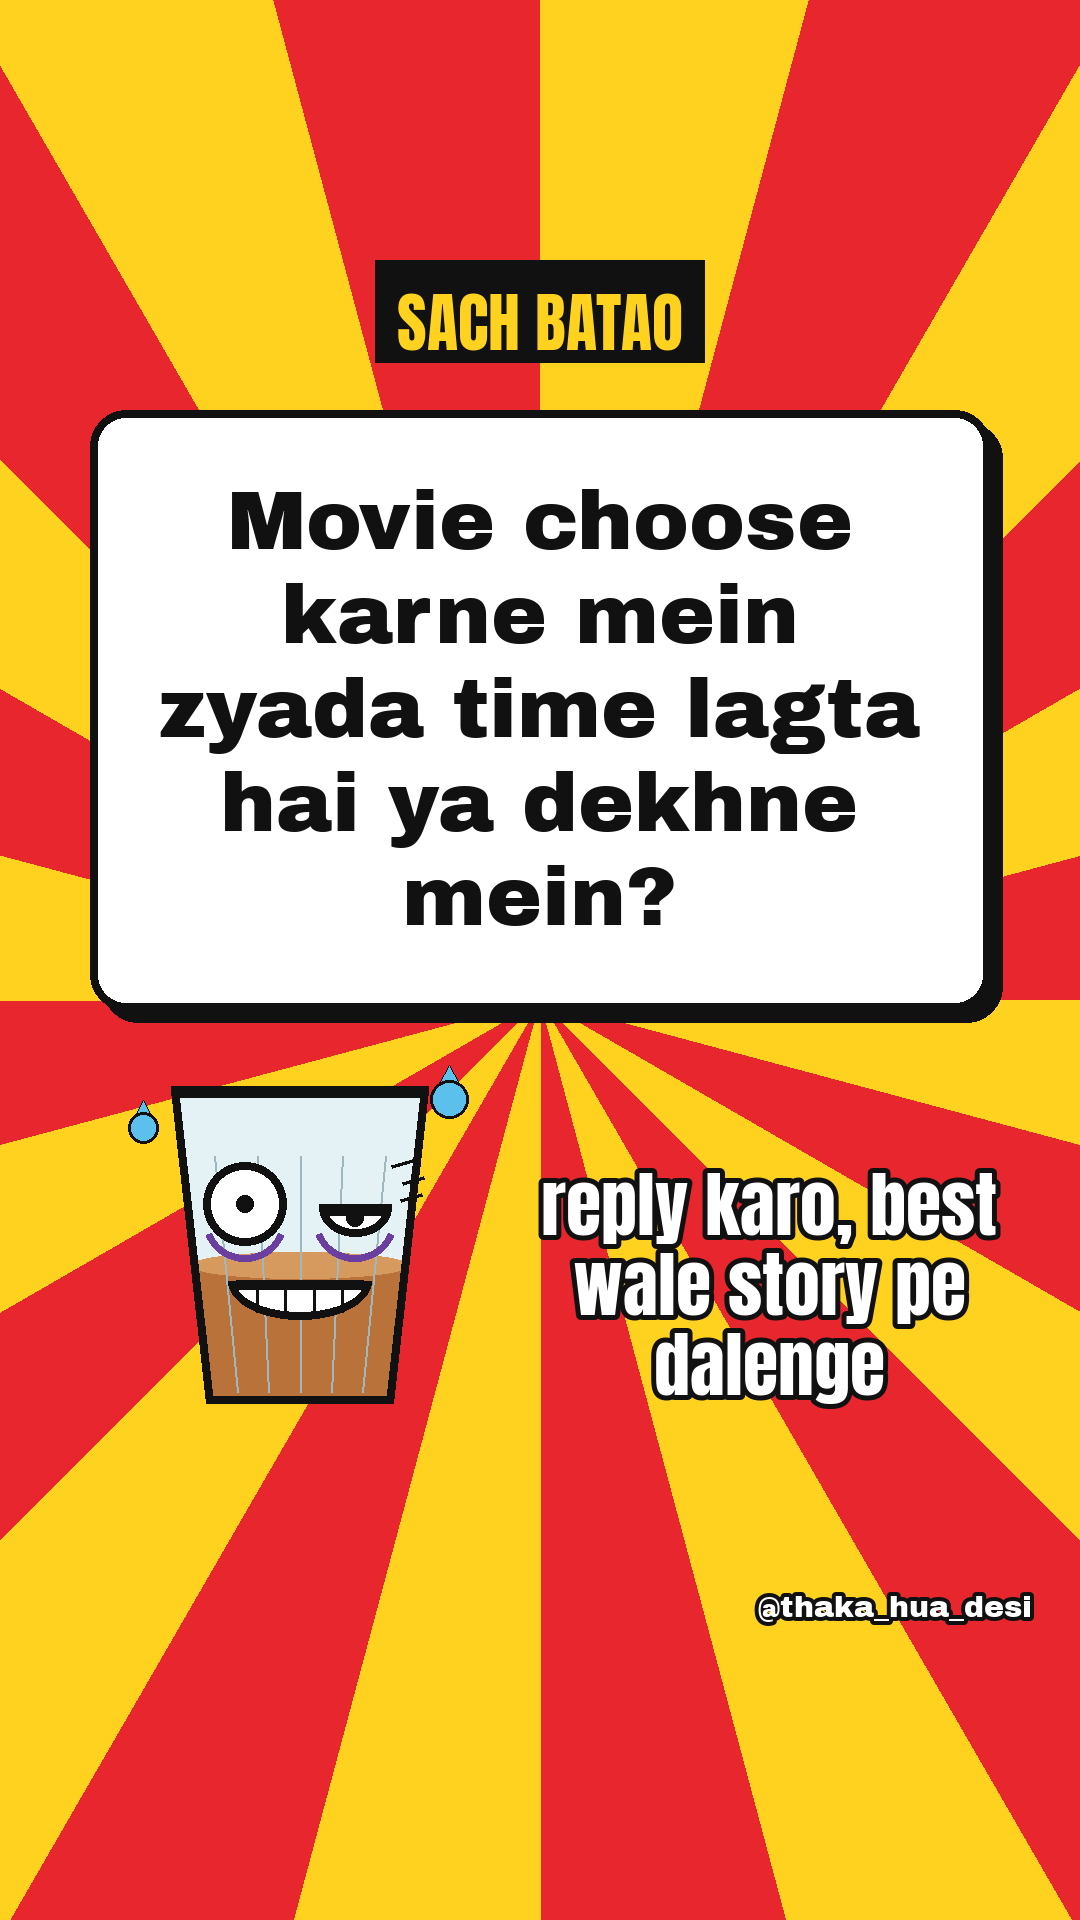 SACH BATAO
Movie choose
karne mein
zyada time lagta
hai ya dekhne
mein?
reply karo, best
wale story pe
dalenge
@thaka_hua_desi